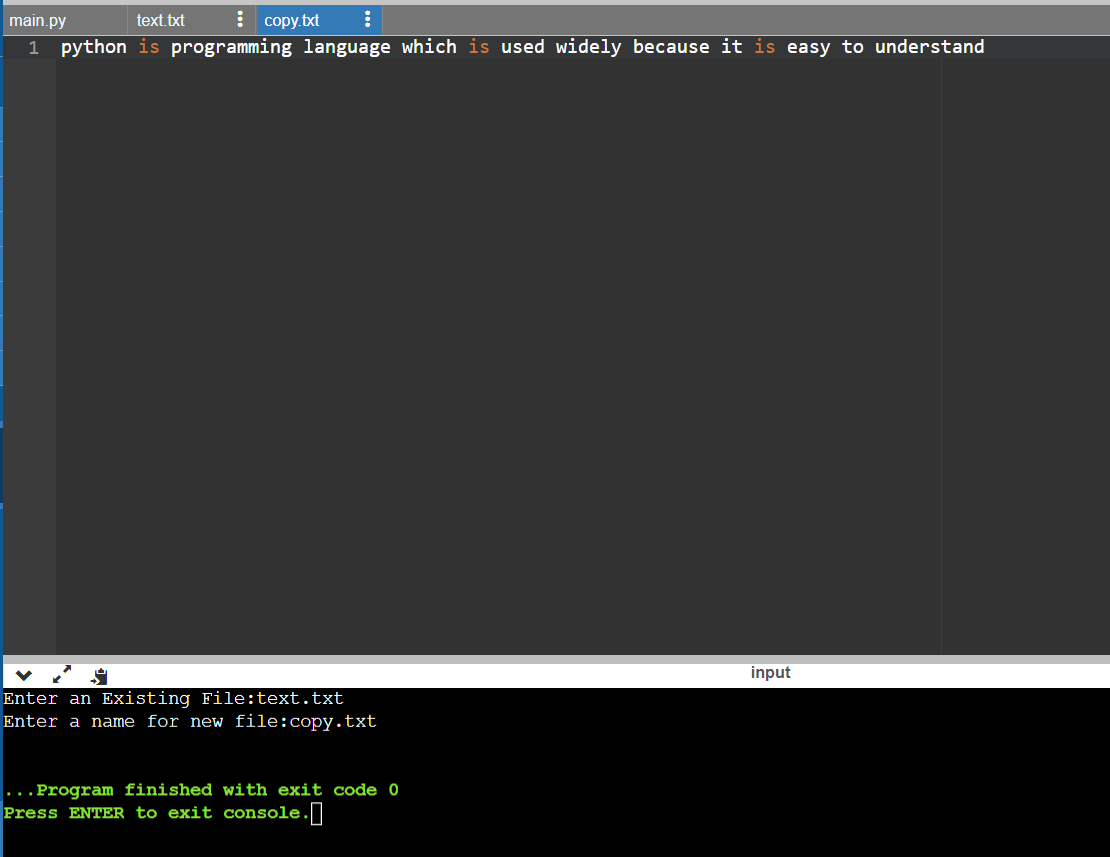 main.py text.txt copy.txt
1 python is programming language which is used widely because it is easy to understand
input
Enter an Existing File:text.txt
Enter a name for new file:copy.txt
...Program finished with exit code 0
Press ENTER to exit console.